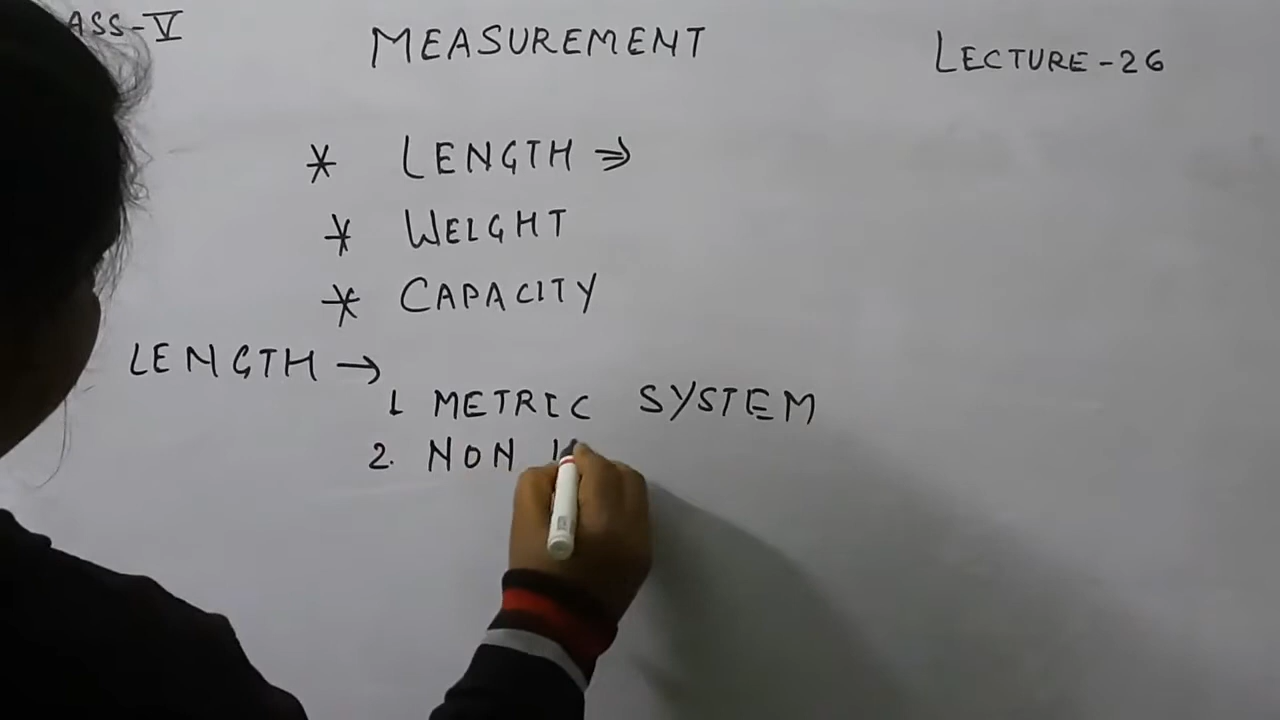 ASS-V
MEASUREMENT
LECTURE-26
* LENGTH ⇒
* WEIGHT
* CAPACITY
LENGTH →
1. METRIC SYSTEM
2. NON